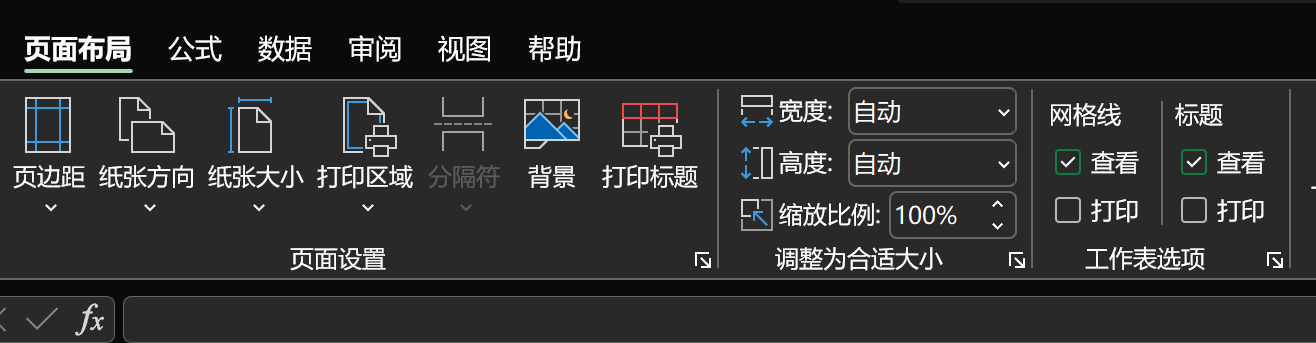 页面布局 公式 数据 审阅 视图 帮助
宽度: 自动
网格线 标题
高度: 自动
查看 查看
页边距 纸张方向 纸张大小 打印区域 分隔符 背景 打印标题
缩放比例: 100%
打印 打印
页面设置 调整为合适大小 工作表选项
fx